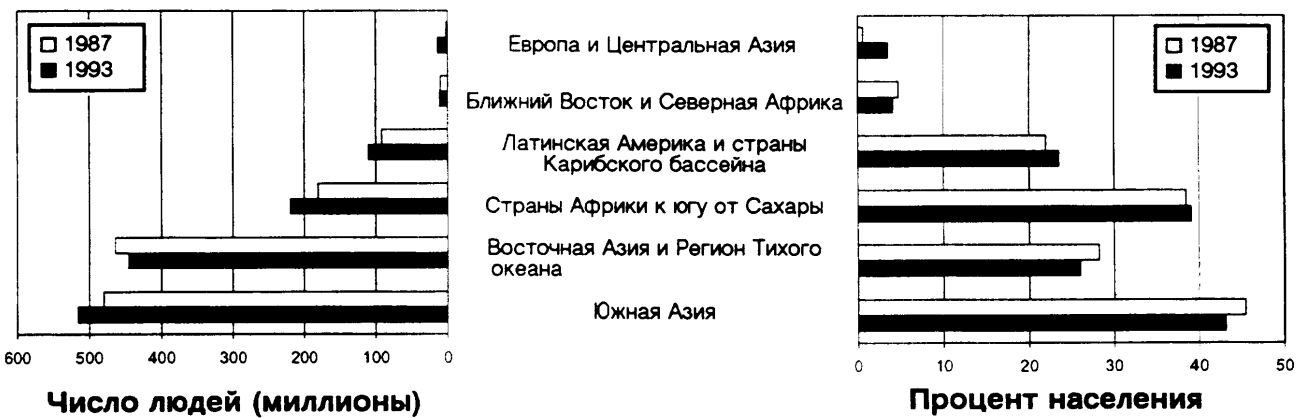 1987
1993
600
500
400
300
200
100
0
Число людей (миллионы)
Европа и Центральная Азия
Ближний Восток и Северная Африка
Латинская Америка и страны
Карибского бассейна
Страны Африки к югу от Сахары
Восточная Азия и Регион Тихого
океана
Южная Азия
1987
1993
0
10
20
30
40
50
Процент населения